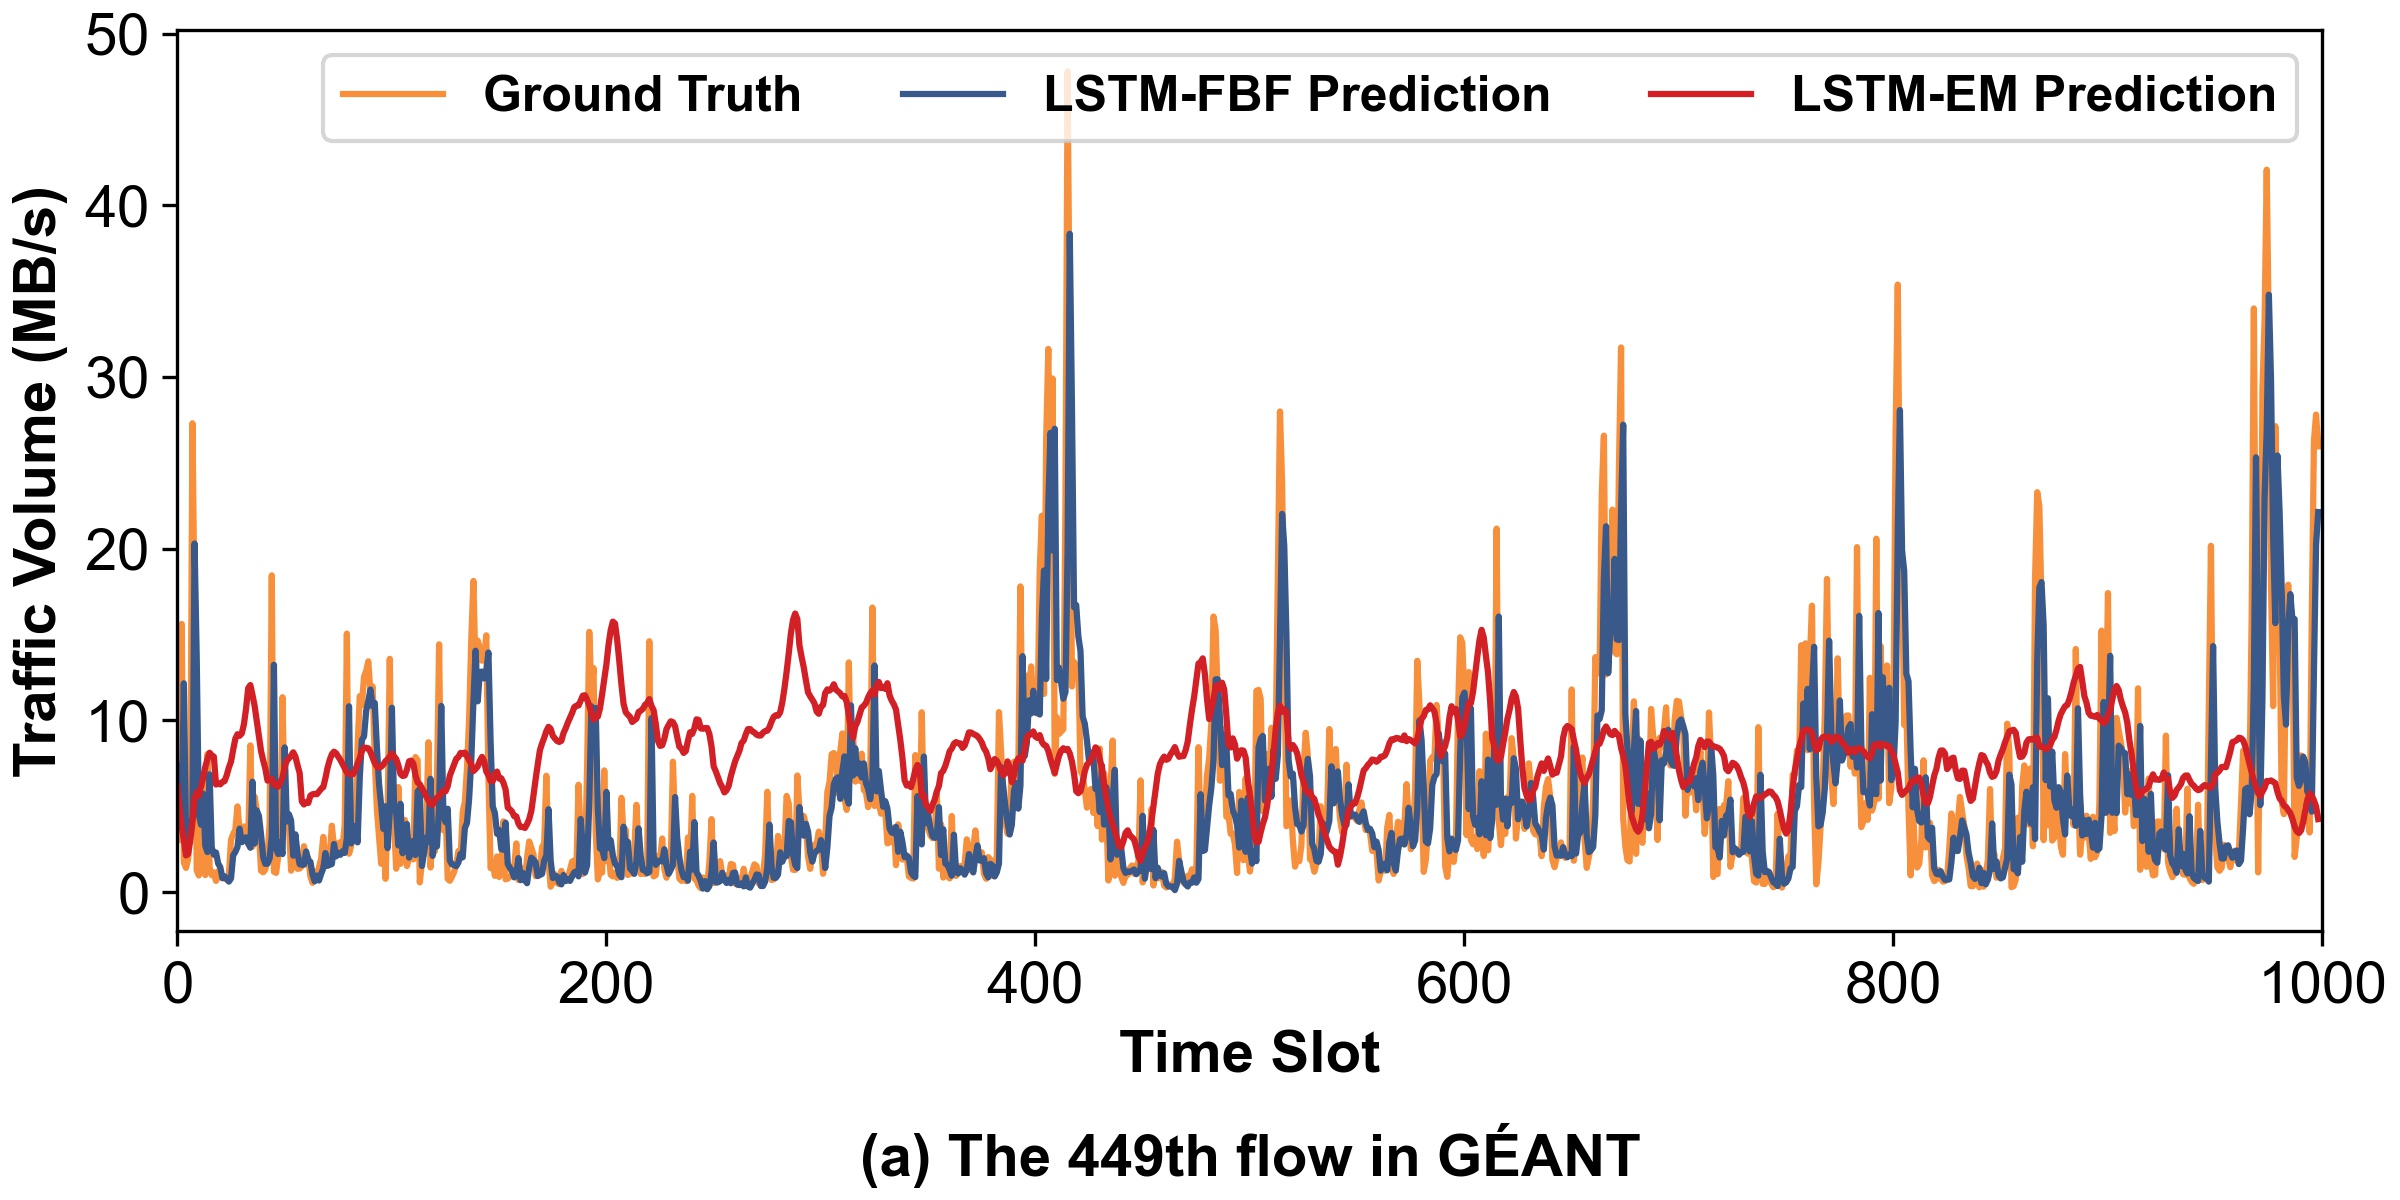 50
40
30
20
10
0
Traffic Volume (MB/s)
Ground Truth LSTM-FBF Prediction LSTM-EM Prediction
0 200 400 600 800 1000
Time Slot
(a) The 449th flow in GÉANT